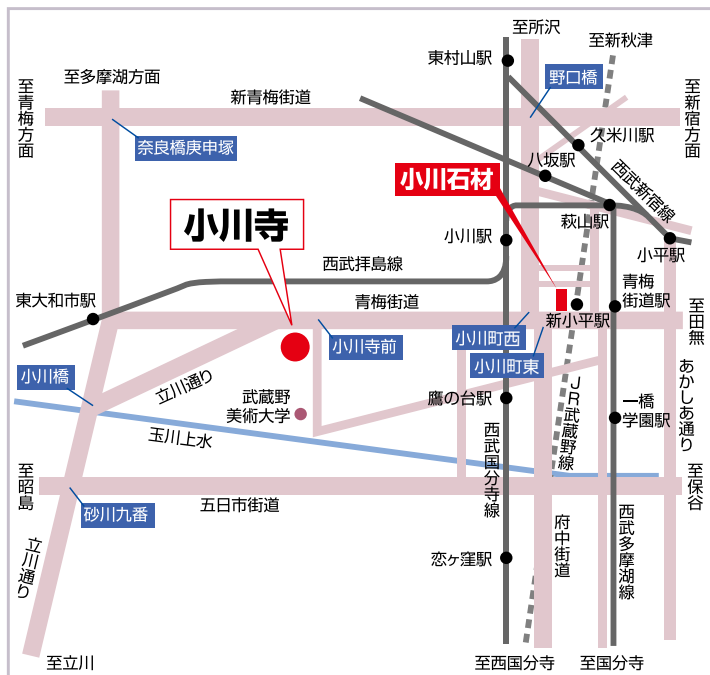 至所沢
至新秋津
東村山駅
至多摩湖方面
野口橋
至青梅方面
新青梅街道
至新宿方面
奈良橋庚申塚
久米川駅
八坂駅
小川石材
西武新宿線
小川寺
萩山駅
小川駅
小平駅
西武拝島線
青梅
街道駅
東大和市駅
青梅街道
新小平駅
至田無
小川寺前
小川町西
小川町東
小川橋
立川通り
あかしあ通り
武蔵野
美術大学
鷹の台駅
JR武蔵野線
一橋
学園駅
玉川上水
西武国分寺線
至昭島
五日市街道
至保谷
砂川九番
府中街道
西武多摩湖線
立川通り
恋ヶ窪駅
至立川
至西国分寺
至国分寺